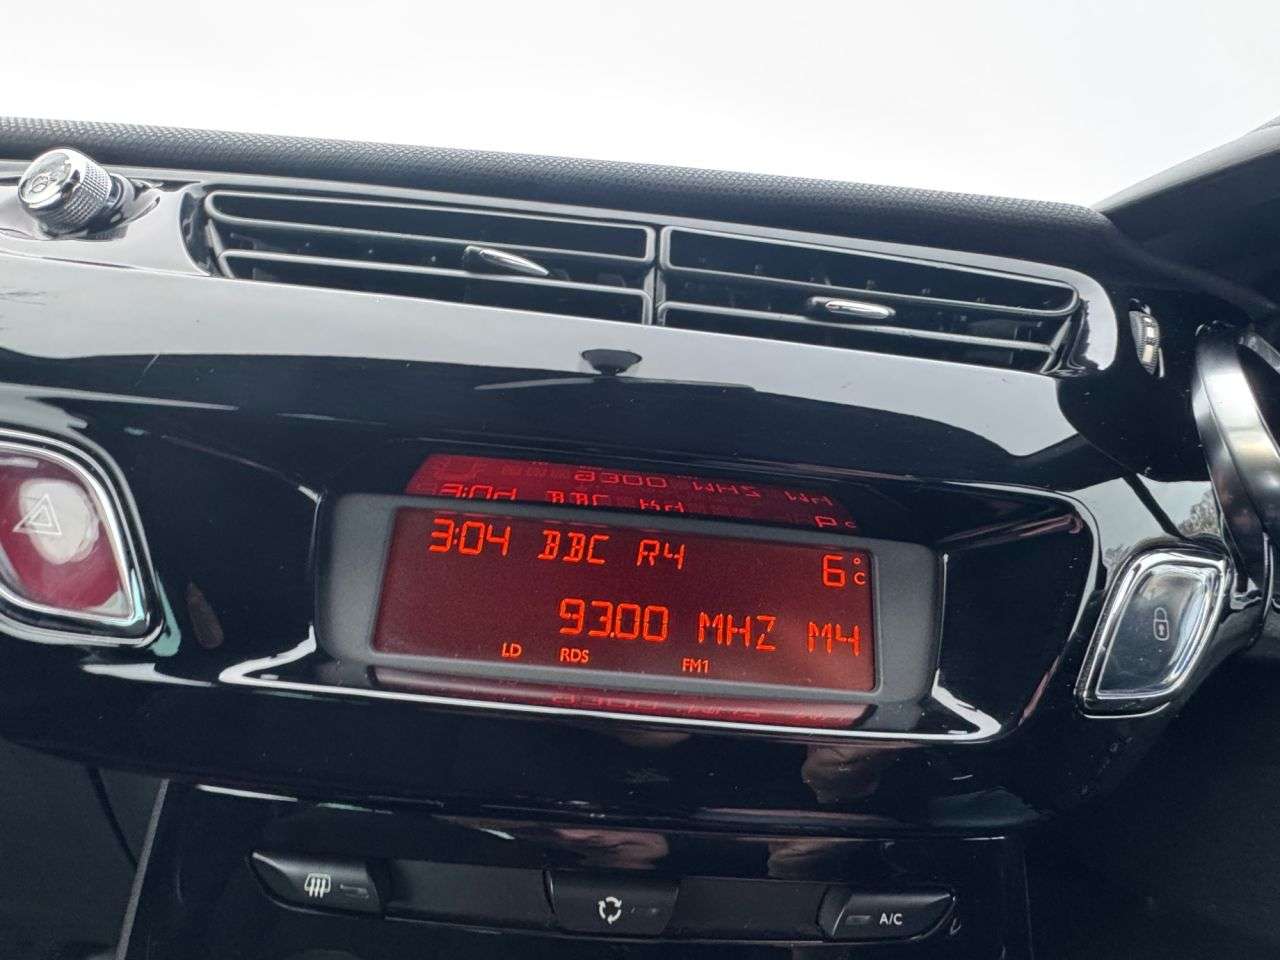 3:04 BBC R4 6°C
93.00 MHZ M4
LD RDS FM1
A/C